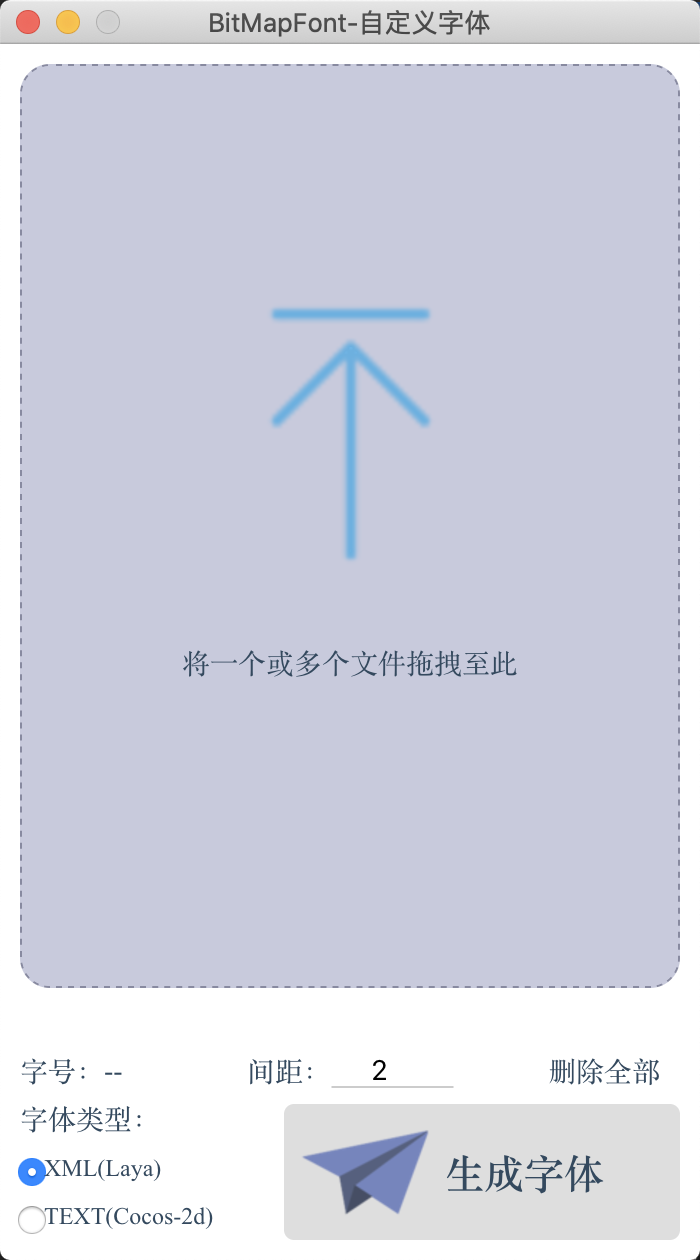 BitMapFont-自定义字体
将一个或多个文件拖拽至此
字号：-- 间距： 2 删除全部
字体类型：
XML(Laya)
TEXT(Cocos-2d)
生成字体